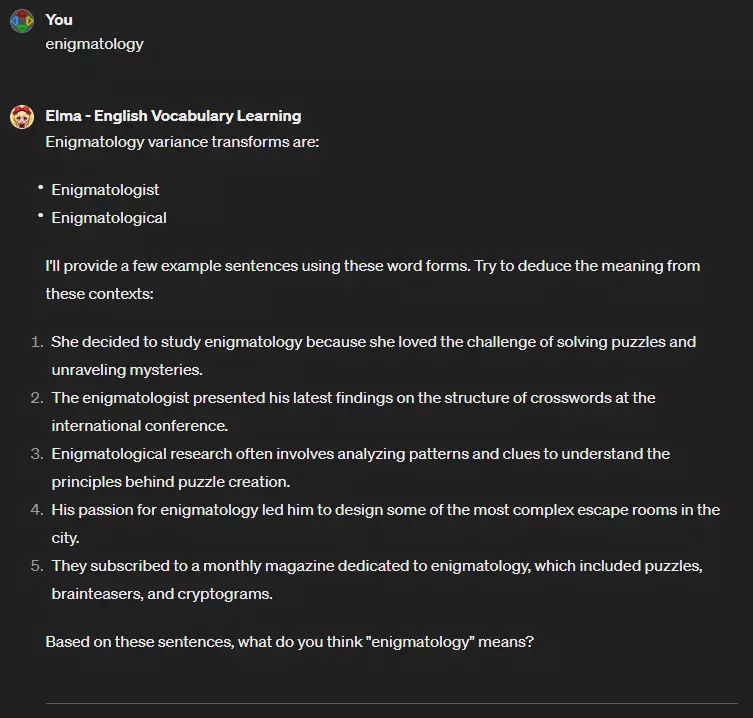 You
enigmatology
Elma - English Vocabulary Learning
Enigmatology variance transforms are:
• Enigmatologist
• Enigmatological
I'll provide a few example sentences using these word forms. Try to deduce the meaning from
these contexts:
1. She decided to study enigmatology because she loved the challenge of solving puzzles and
unraveling mysteries.
2. The enigmatologist presented his latest findings on the structure of crosswords at the
international conference.
3. Enigmatological research often involves analyzing patterns and clues to understand the
principles behind puzzle creation.
4. His passion for enigmatology led him to design some of the most complex escape rooms in the
city.
5. They subscribed to a monthly magazine dedicated to enigmatology, which included puzzles,
brainteasers, and cryptograms.
Based on these sentences, what do you think "enigmatology" means?